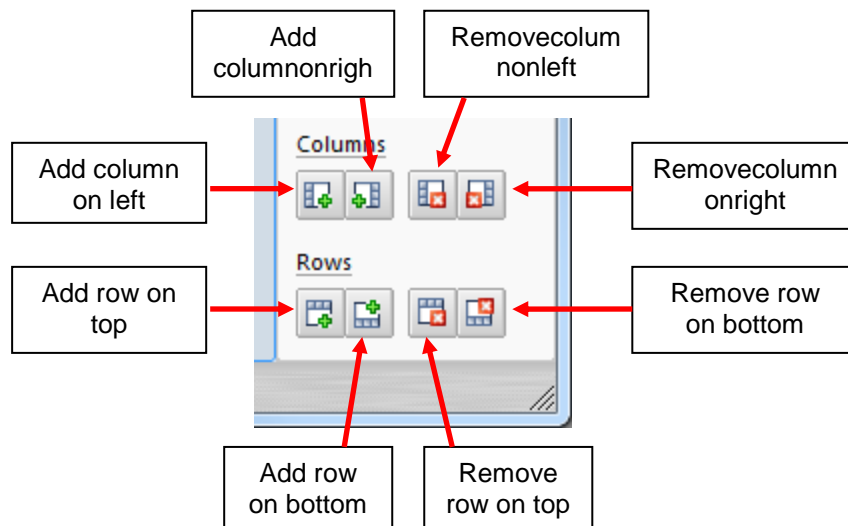 Add
columnonrigh
Removecolum
nonleft
Add column
on left
Columns
Removecolumn
onright
Add row on
top
Rows
Remove row
on bottom
Add row
on bottom
Remove
row on top